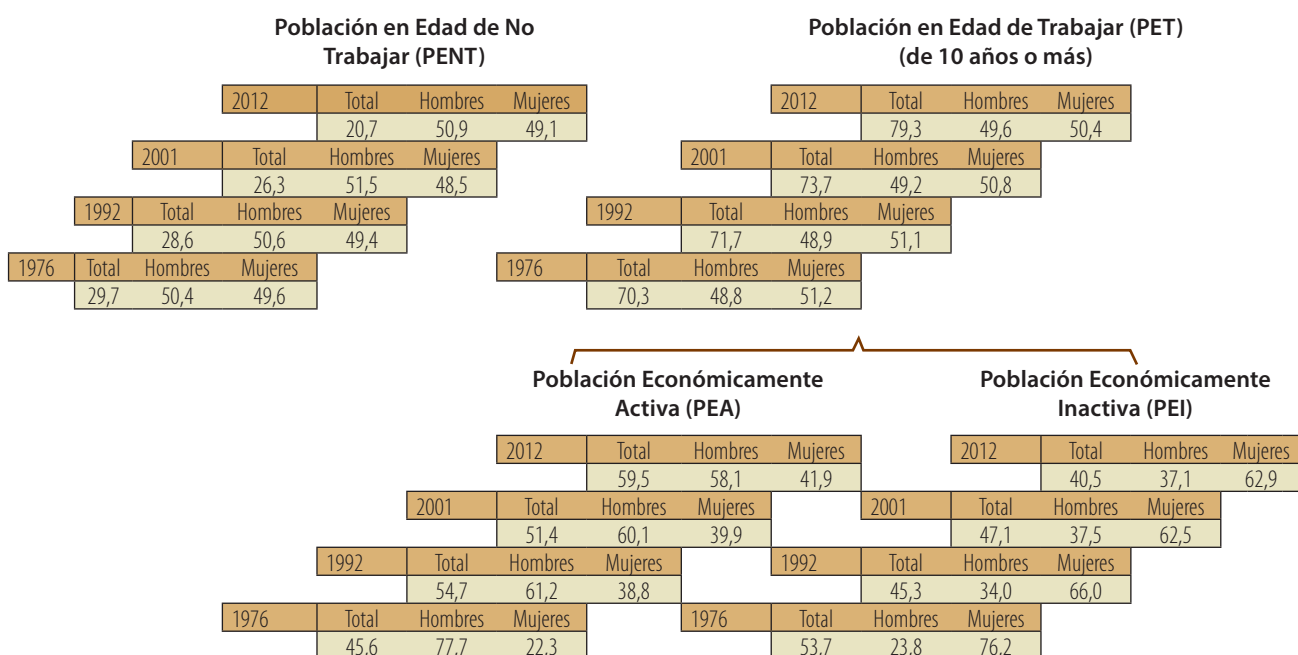 Población en Edad de No
Trabajar (PENT)
2012 Total Hombres Mujeres
20,7 50,9 49,1
2001 Total Hombres Mujeres
26,3 51,5 48,5
1992 Total Hombres Mujeres
28,6 50,6 49,4
1976 Total Hombres Mujeres
29,7 50,4 49,6
Población en Edad de Trabajar (PET)
(de 10 años o más)
2012 Total Hombres Mujeres
79,3 49,6 50,4
2001 Total Hombres Mujeres
73,7 49,2 50,8
1992 Total Hombres Mujeres
71,7 48,9 51,1
1976 Total Hombres Mujeres
70,3 48,8 51,2
Población Económicamente
Activa (PEA)
2012 Total Hombres Mujeres
59,5 58,1 41,9
2001 Total Hombres Mujeres
51,4 60,1 39,9
1992 Total Hombres Mujeres
54,7 61,2 38,8
1976 Total Hombres Mujeres
45,6 77,7 22,3
Población Económicamente
Inactiva (PEI)
2012 Total Hombres Mujeres
40,5 37,1 62,9
2001 Total Hombres Mujeres
47,1 37,5 62,5
1992 Total Hombres Mujeres
45,3 34,0 66,0
1976 Total Hombres Mujeres
53,7 23,8 76,2